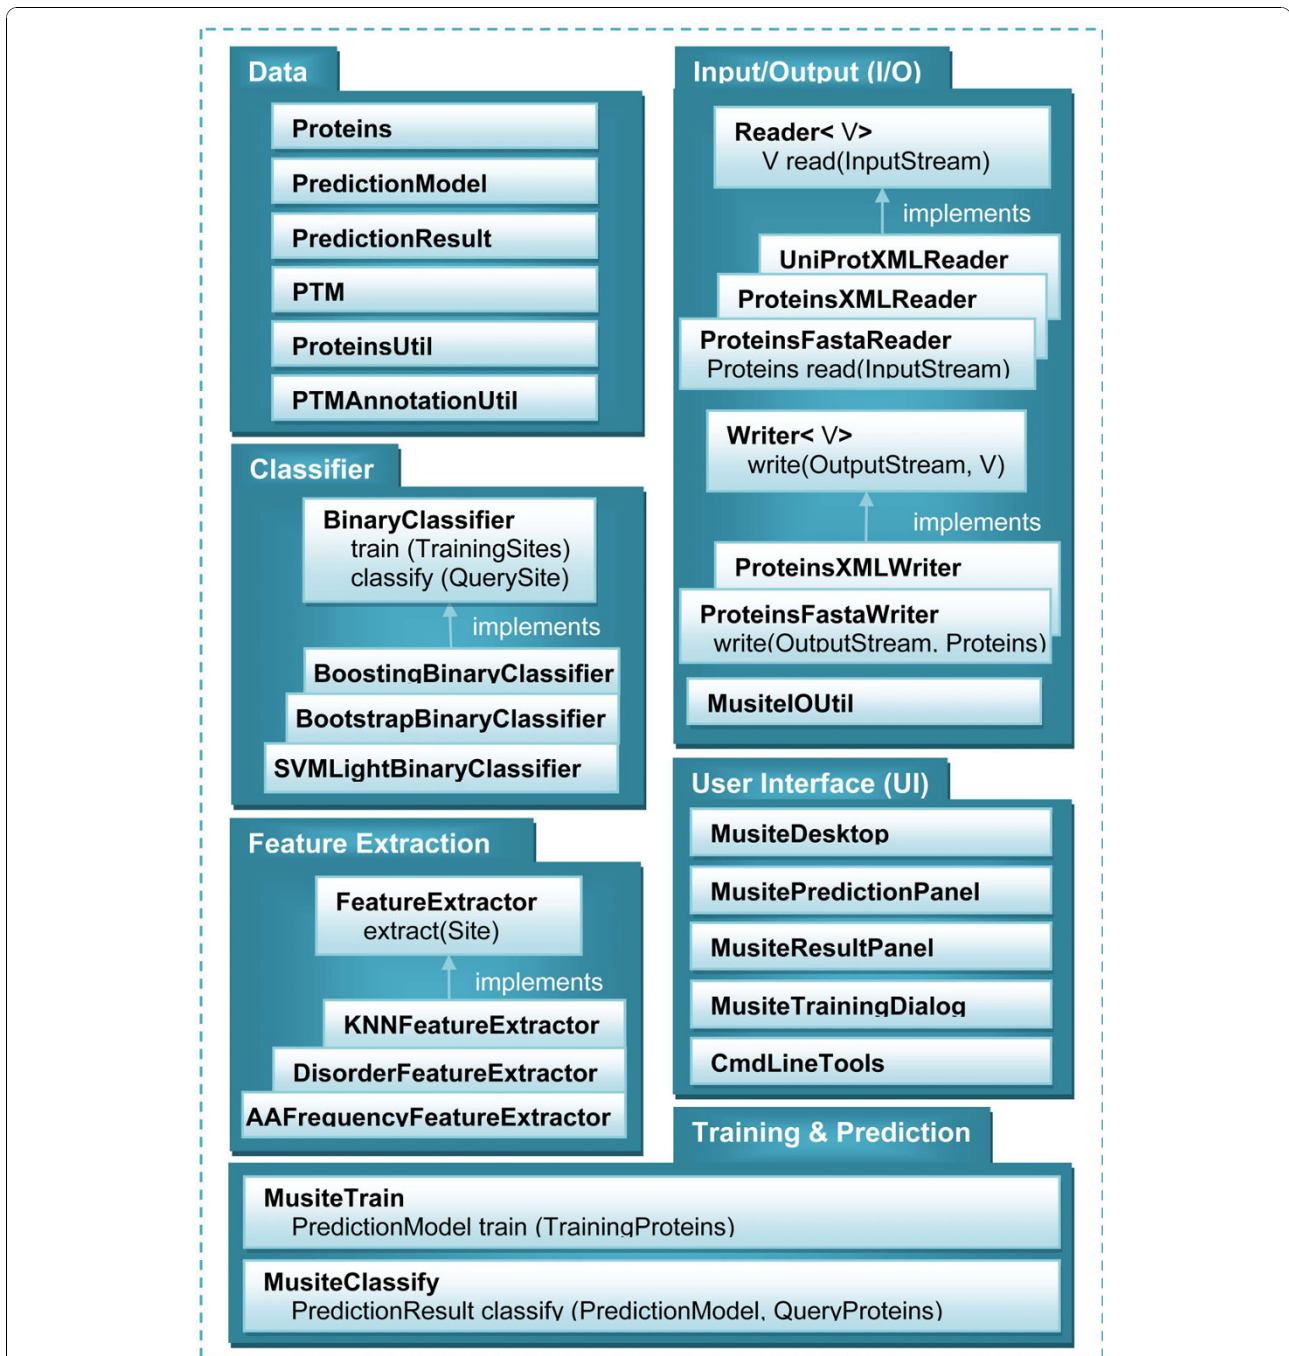 Data
Proteins
PredictionModel
PredictionResult
PTM
ProteinsUtil
PTMAnnotationUtil
Classifier
BinaryClassifier
train (TrainingSites)
classify (QuerySite)
implements
BoostingBinaryClassifier
BootstrapBinaryClassifier
SVMLightBinaryClassifier
Feature Extraction
FeatureExtractor
extract(Site)
implements
KNNFeatureExtractor
DisorderFeatureExtractor
AAFrequencyFeatureExtractor
Input/Output (I/O)
Reader< V>
V read(InputStream)
implements
UniProtXMLReader
ProteinsXMLReader
ProteinsFastaReader
Proteins read(InputStream)
Writer< V>
write(OutputStream, V)
implements
ProteinsXMLWriter
ProteinsFastaWriter
write(OutputStream, Proteins)
MusiteIOUtil
User Interface (UI)
MusiteDesktop
MusitePredictionPanel
MusiteResultPanel
MusiteTrainingDialog
CmdLineTools
Training & Prediction
MusiteTrain
PredictionModel train (TrainingProteins)
MusiteClassify
PredictionResult classify (PredictionModel, QueryProteins)